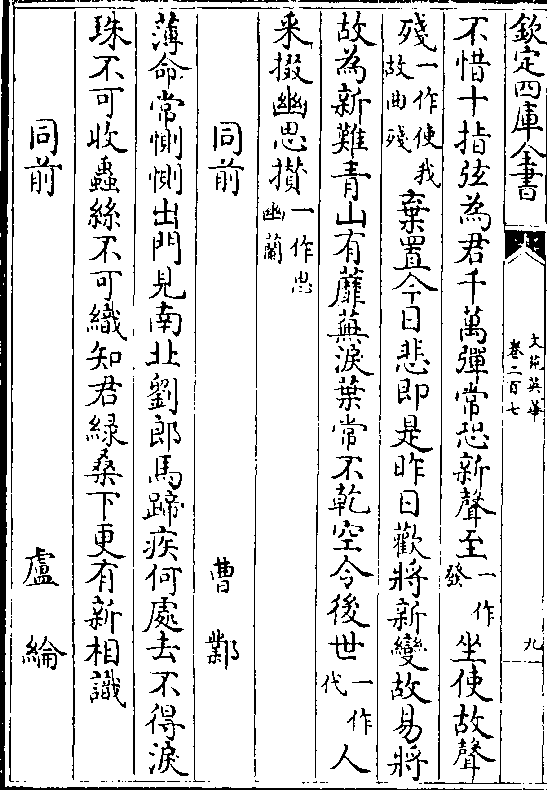 欽定四庫全書
文苑英華
卷二百七
九
不惜十指弦為君千萬彈常恐新聲至一作發坐使故聲
殘一作使我故曲殘棄置今日悲即是昨日歡將新變故易將
故為新難青山有蘼蕪淚葉常不乾空令後世一作代人
采掇幽思攅一作思幽蘭
同前 曹鄴
薄命常惻惻出門見南北劉郎馬蹄疾何處去不得淚
珠不可收蟲絲不可織知君緑桑下更有新相識
同前 盧綸